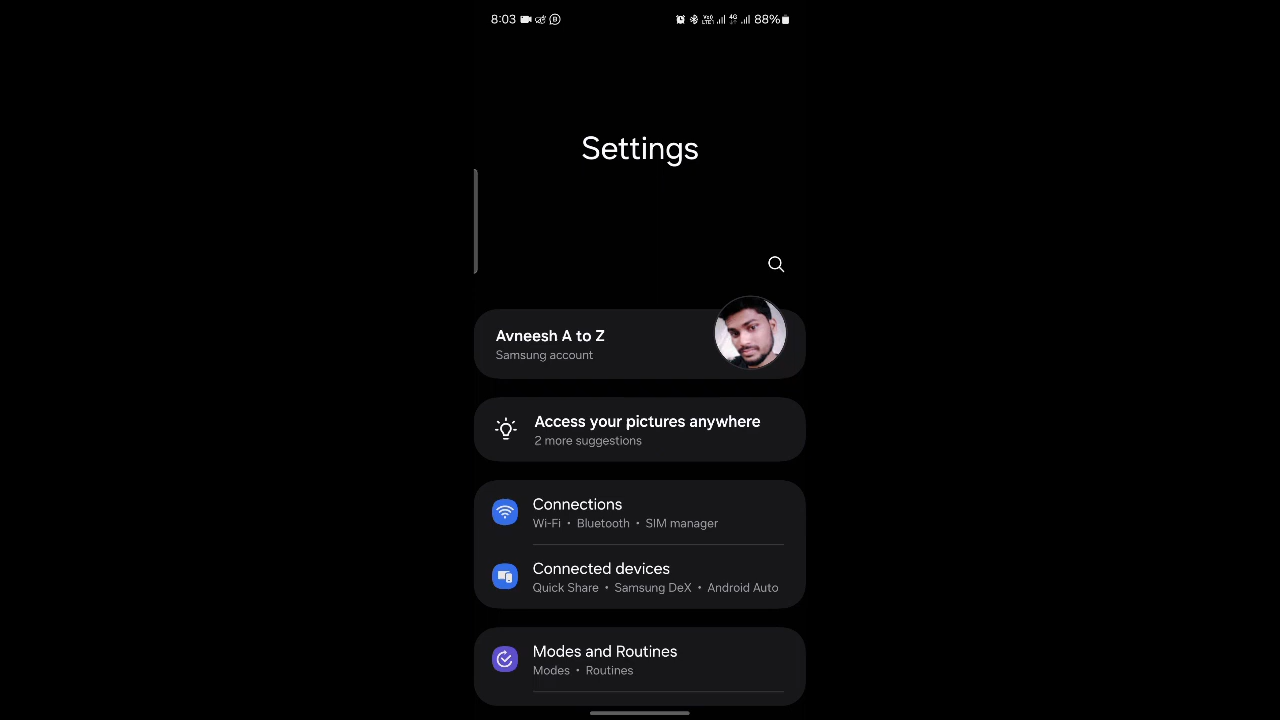 8:03
4G 88%
Settings
Avneesh A to Z
Samsung account
Access your pictures anywhere
2 more suggestions
Connections
Wi-Fi • Bluetooth • SIM manager
Connected devices
Quick Share • Samsung DeX • Android Auto
Modes and Routines
Modes • Routines